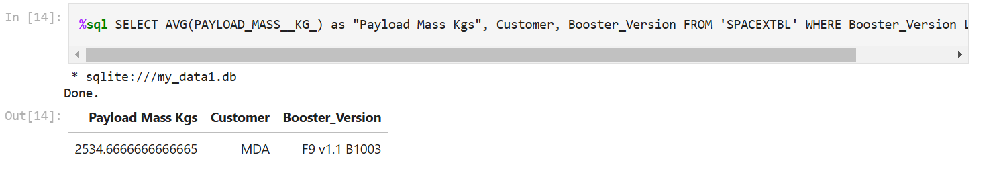 In [14]:
%sql SELECT AVG(PAYLOAD_MASS__KG_) as "Payload Mass Kgs", Customer, Booster_Version FROM 'SPACEXTBL' WHERE Booster_Version L
* sqlite:///my_data1.db
Done.
Out[14]:
Payload Mass Kgs Customer Booster_Version
2534.6666666666665 MDA F9 v1.1 B1003